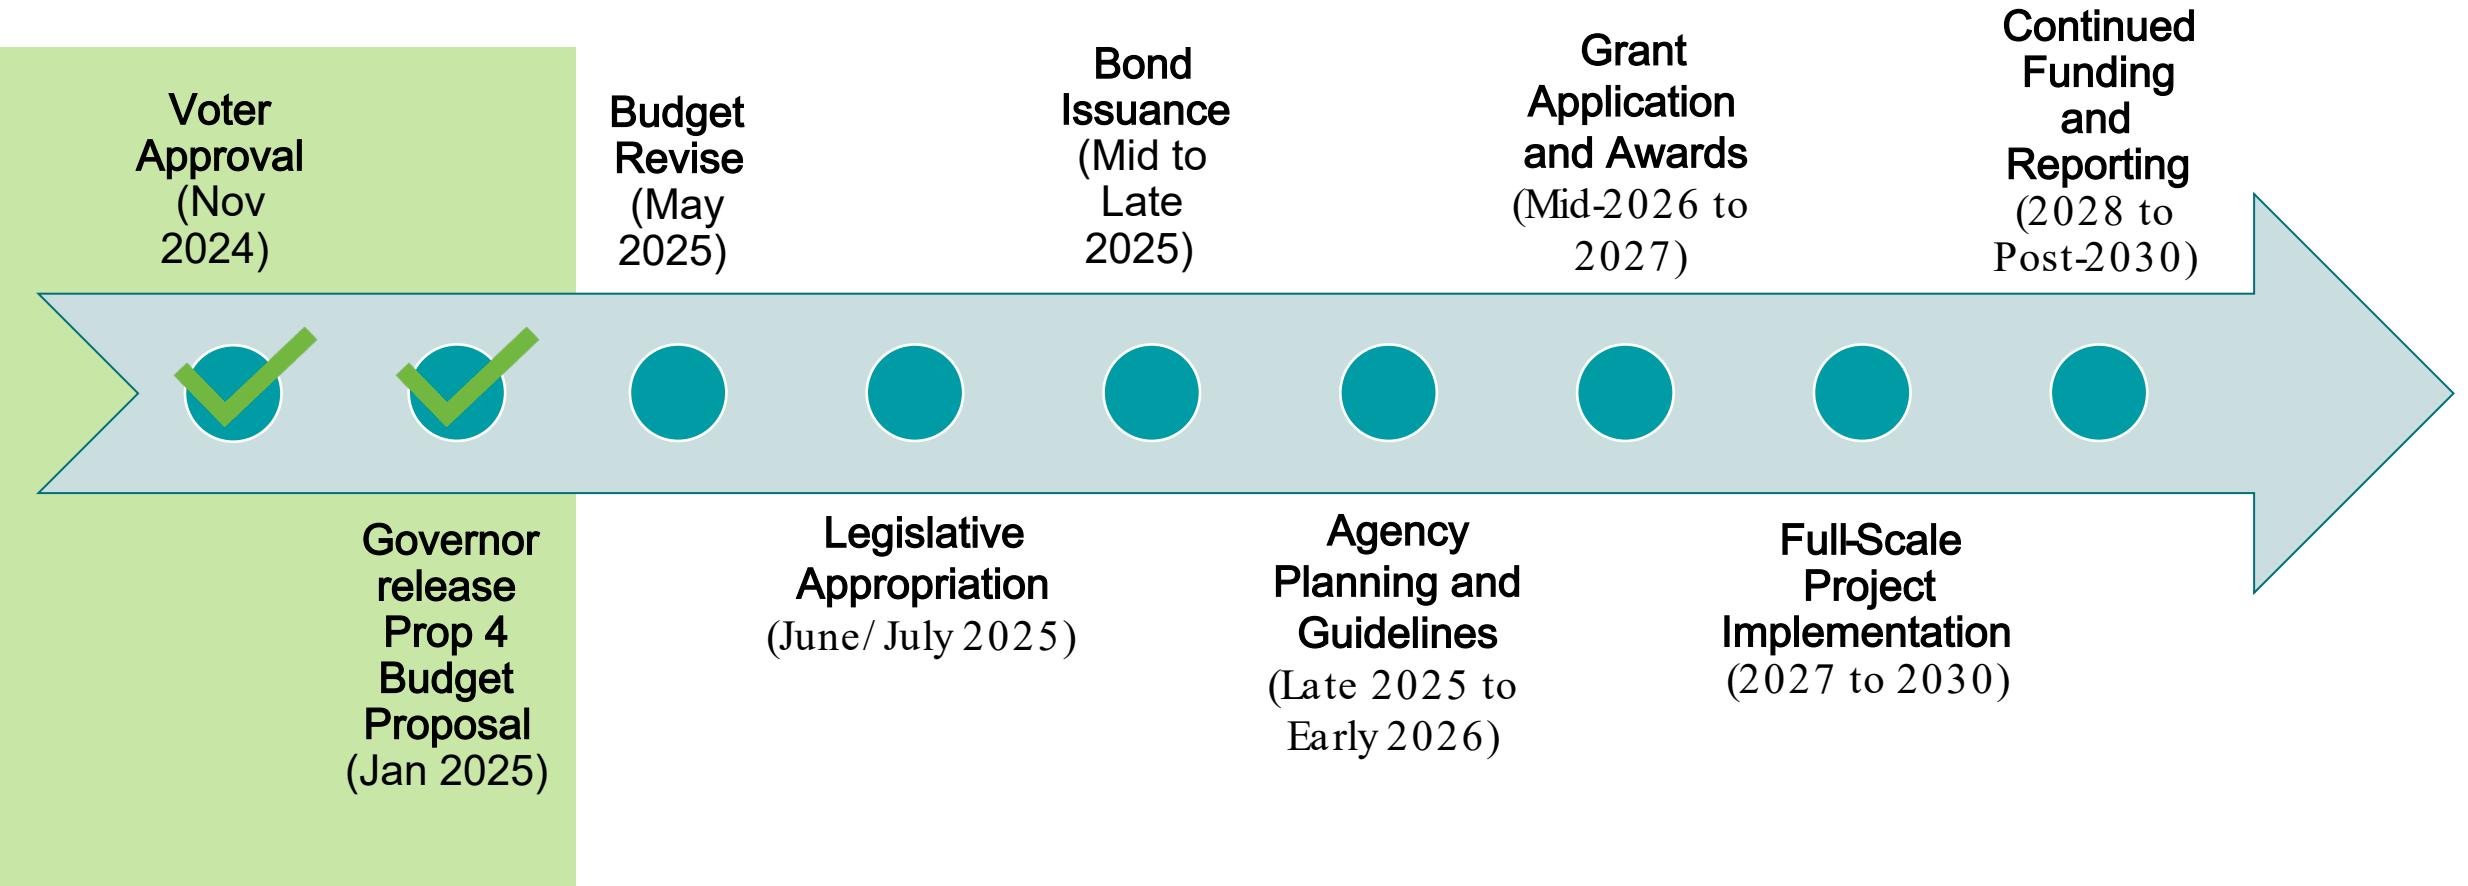 Voter
Approval
(Nov
2024)
Governor
release
Prop 4
Budget
Proposal
(Jan 2025)
Budget
Revise
(May
2025)
Legislative
Appropriation
(June/ July 2025)
Bond
Issuance
(Mid to
Late
2025)
Agency
Planning and
Guidelines
(Late 2025 to
Early 2026)
Grant
Application
and Awards
(Mid-2026 to
2027)
Full-Scale
Project
Implementation
(2027 to 2030)
Continued
Funding
and
Reporting
(2028 to
Post-2030)